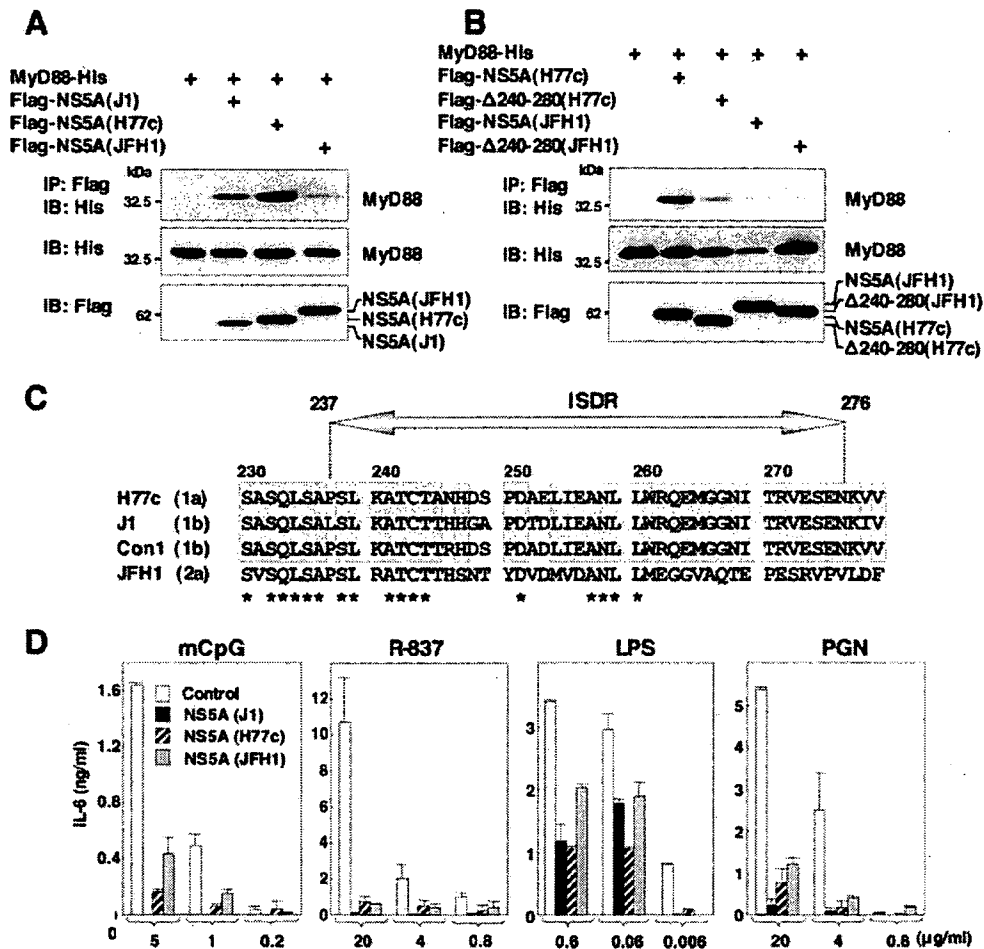 A
MyD88-His + + + +
Flag-NS5A(J1) +
Flag-NS5A(H77c) +
Flag-NS5A(JFH1) +
kDa
IP: Flag
IB: His
32.5
MyD88
IB: His
32.5
MyD88
IB: Flag
62
NS5A(JFH1)
NS5A(H77c)
NS5A(J1)
B
MyD88-His + + + + +
Flag-NS5A(H77c) +
Flag-Δ240-280(H77c) +
Flag-NS5A(JFH1) +
Flag-Δ240-280(JFH1) +
kDa
IP: Flag
IB: His
32.5
MyD88
IB: His
32.5
MyD88
IB: Flag
62
NS5A(JFH1)
Δ240-280(JFH1)
NS5A(H77c)
Δ240-280(H77c)
C
237 ISDR 276
230 240 250 260 270
H77c (1a) SASQLSAPSL KATCTANHDS PDAELIEANL LWRQEMGGNI TRVESENKVV
J1 (1b) SASQLSALSL KATCTTHHGA PDTDLIEANL LWRQEMGGNI TRVESENKIV
Con1 (1b) SASQLSAPSL KATCTTRHDS PDADLIEANL LWRQEMGGNI TRVESENKVV
JFH1 (2a) SVSQLSAPSL RATCTTHSNT YDVDMVDANL LMEGGVAQTE PESRVPVLDF
* ***** ** **** * *** *
D
mCpG R-837 LPS PGN
IL-6 (ng/ml)
1.6
1.2
0.8
0.4
0
Control
NS5A (J1)
NS5A (H77c)
NS5A (JFH1)
5 1 0.2
12
10
8
6
4
2
0
20 4 0.8
3
2
1
0
0.6 0.06 0.006
5
4
3
2
1
0
20 4 0.8 (μg/ml)